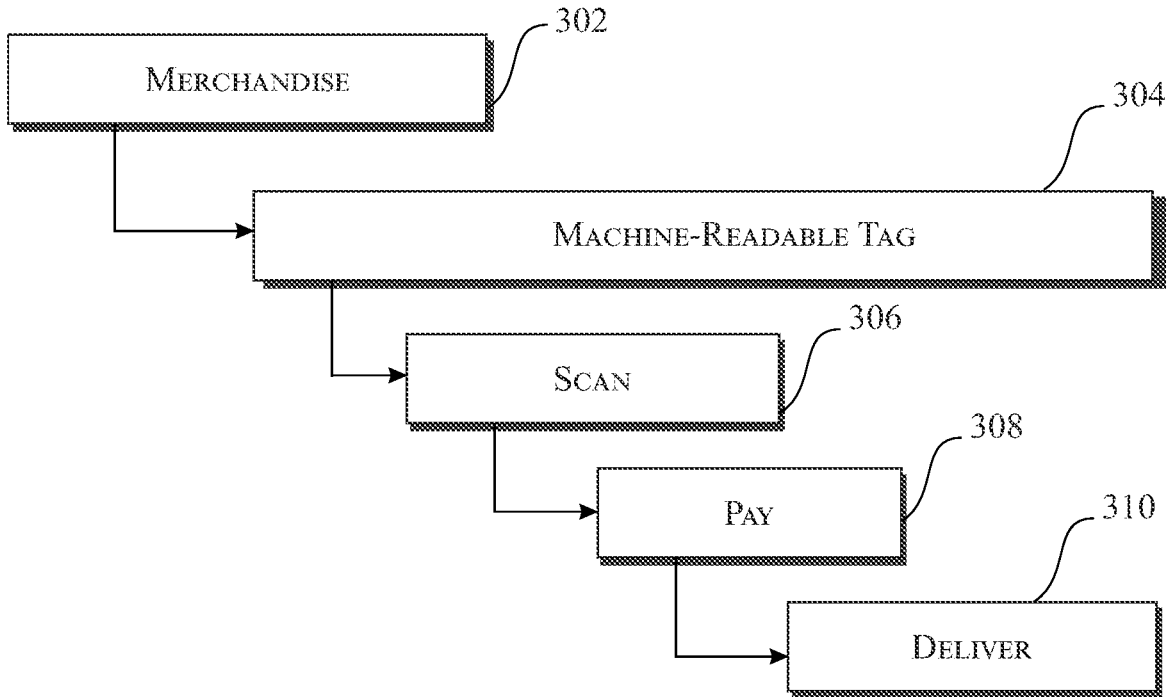 302
MERCHANDISE
304
MACHINE-READABLE TAG
306
SCAN
308
PAY
310
DELIVER